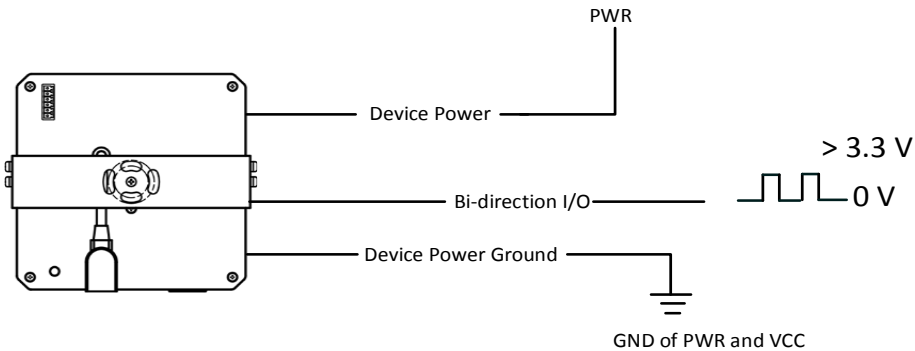 PWR
Device Power
> 3.3 V
Bi-direction I/O
0 V
Device Power Ground
GND of PWR and VCC